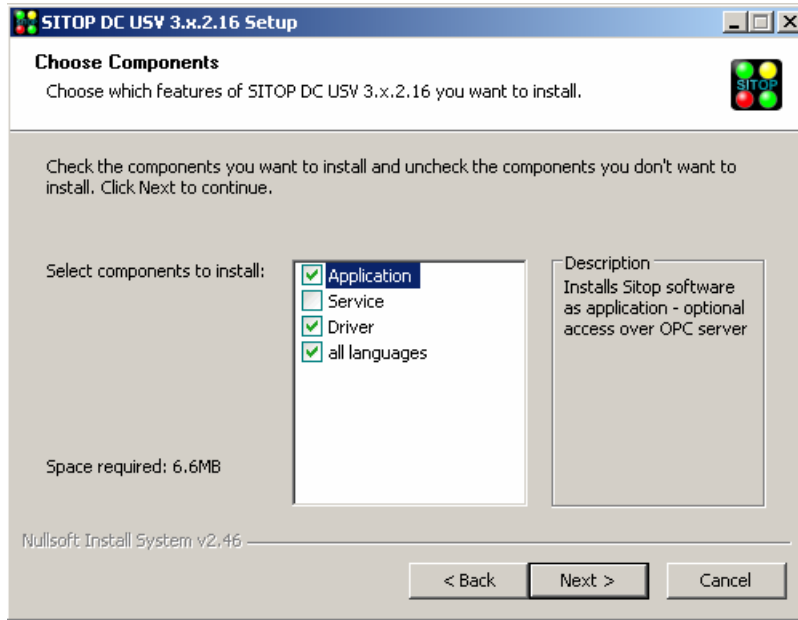 SITOP DC USV 3.x.2.16 Setup
Choose Components
Choose which features of SITOP DC USV 3.x.2.16 you want to install.
SITOP
Check the components you want to install and uncheck the components you don't want to
install. Click Next to continue.
Select components to install:
Application
Service
Driver
all languages
Description
Installs Sitop software
as application - optional
access over OPC server
Space required: 6.6MB
Nullsoft Install System v2.46
< Back
Next >
Cancel